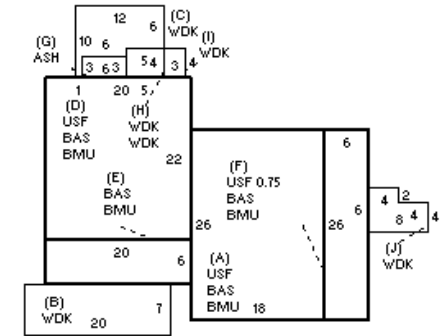 12 6 (C)
WDK
(G)
ASH
10 6
(I)
WDK
3 6 3 5 4 3 4
1 20 5
(D)
USF
BAS
BMU
(H)
WDK
WDK
22
(E)
BAS
BMU
(F)
USF 0.75
BAS
BMU
6
26 26 6
4 2
8 4 4
(J)
WDK
20 6
(A)
USF
BAS
BMU 18
(B)
WDK
20 7